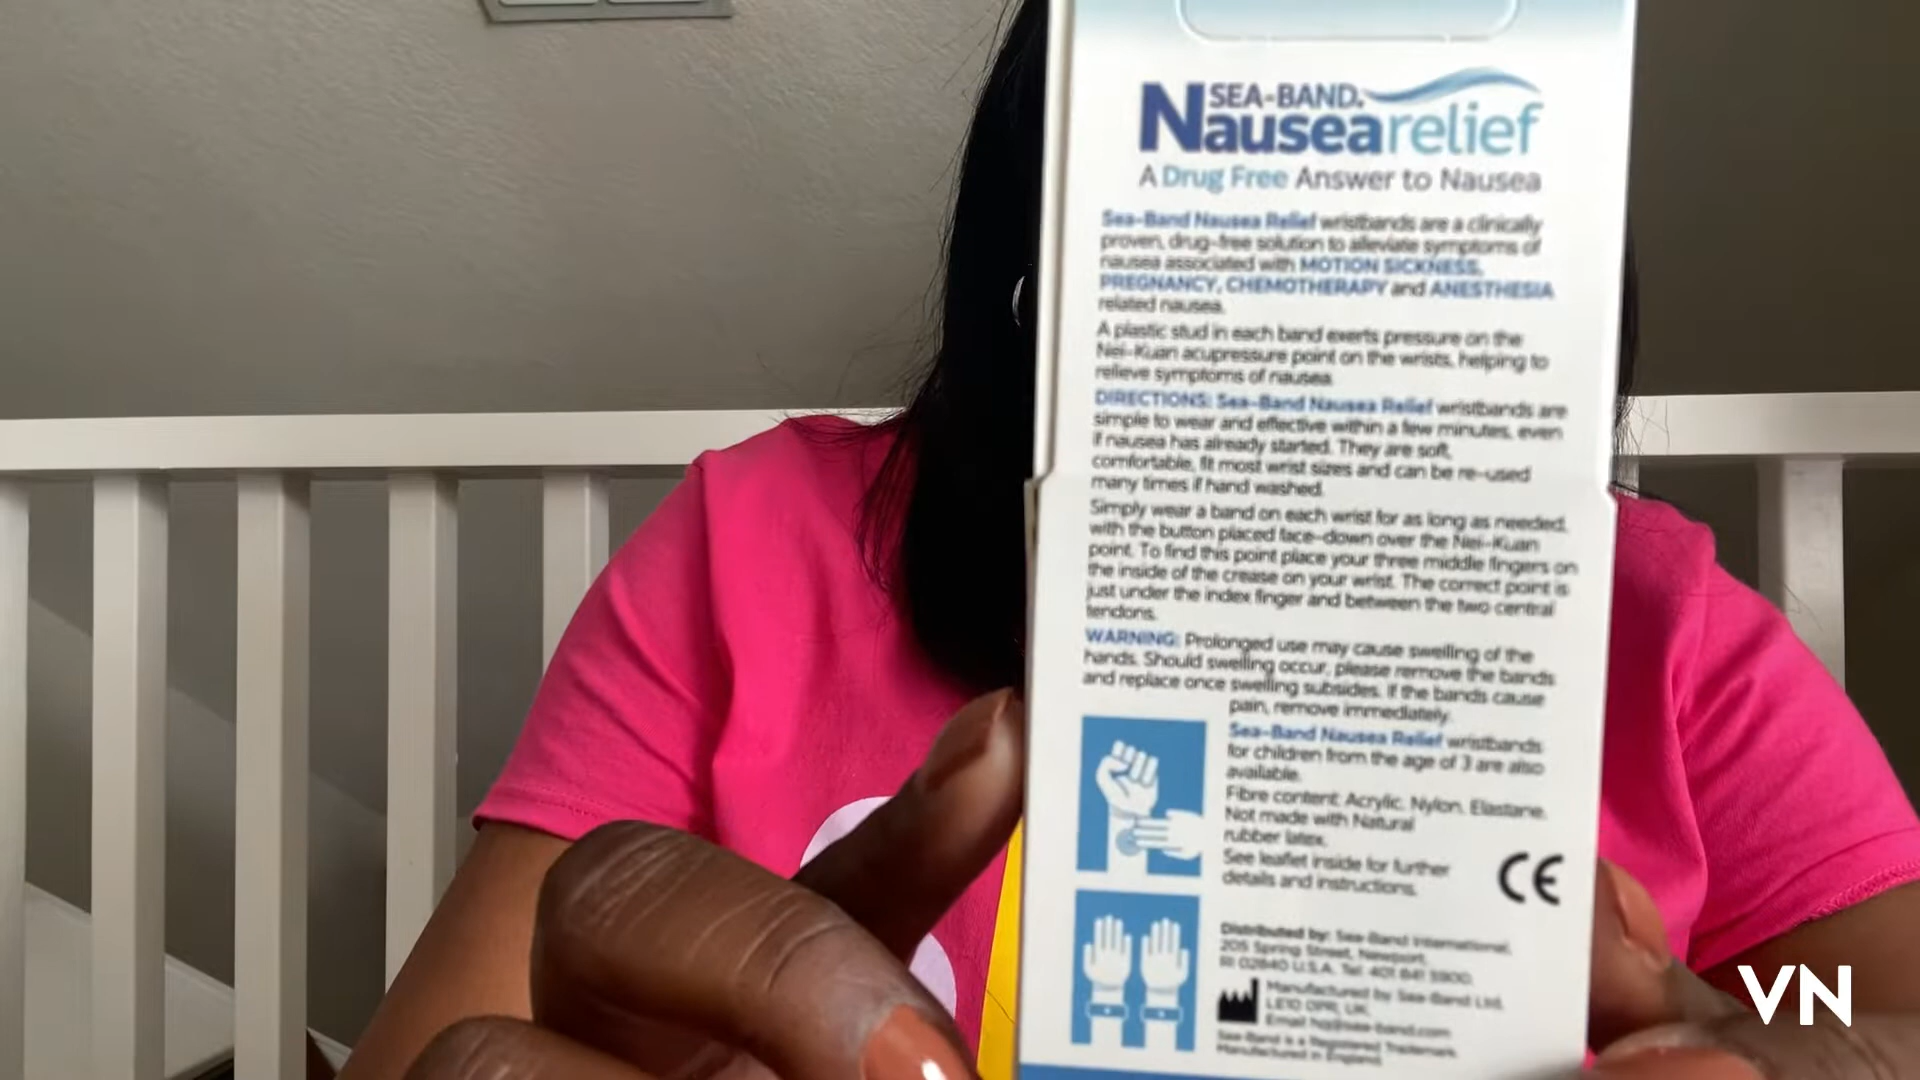 SEA-BAND.
Nausearelief
A Drug Free Answer to Nausea
Sea-Band Nausea Relief wristbands are a clinically
proven, drug-free solution to alleviate symptoms of
nausea associated with MOTION SICKNESS,
PREGNANCY, CHEMOTHERAPY and ANESTHESIA
related nausea.
A plastic stud in each band exerts pressure on the
Nei-Kuan acupressure point on the wrists, helping to
relieve symptoms of nausea.
DIRECTIONS: Sea-Band Nausea Relief wristbands are
simple to wear and effective within a few minutes, even
if nausea has already started. They are soft,
comfortable, fit most wrist sizes and can be re-used
many times if hand washed.
Simply wear a band on each wrist for as long as needed,
with the button placed face-down over the Nei-Kuan
point. To find this point place your three middle fingers on
the inside of the crease on your wrist. The correct point is
just under the index finger and between the two central
tendons.
WARNING: Prolonged use may cause swelling of the
hands. Should swelling occur, please remove the bands
and replace once swelling subsides. If the bands cause
pain, remove immediately.
Sea-Band Nausea Relief wristbands
for children from the age of 3 are also
available.
Fibre content: Acrylic, Nylon, Elastane.
Not made with Natural
rubber latex.
See leaflet inside for further
details and instructions.
CE
Distributed by: Sea-Band International,
205 Spring Street, Newport,
RI 02840 U.S.A. Tel: 401 841 5900.
Manufactured by Sea-Band Ltd,
LE10 UK.
Email hq@sea-band.com
Sea-Band is a Registered Trademark.
Manufactured in England.
VN